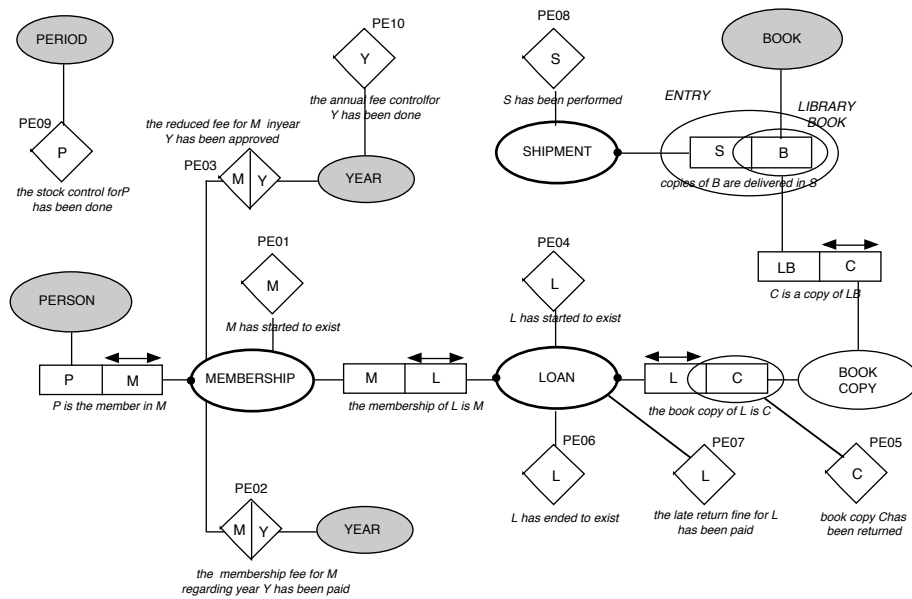 PE10
PE08
PERIOD
BOOK
Y
S
PE09
the annual fee controlfor
Y has been done
S has been performed
ENTRY
LIBRARY
BOOK
P
the reduced fee for M inyear
Y has been approved
PE03
SHIPMENT
S
B
M
Y
YEAR
the stock control forP
has been done
copies of B are delivered in S
PE01
PE04
M
L
LB
C
C is a copy of LB
PERSON
M has started to exist
L has started to exist
P
M
MEMBERSHIP
M
L
LOAN
L
C
BOOK
COPY
P is the member in M
the membership of L is M
the book copy of L is C
PE06
PE07
PE05
L
L
C
PE02
M
Y
YEAR
L has ended to exist
the late return fine for L
has been paid
book copy Chas
been returned
the membership fee for M
regarding year Y has been paid